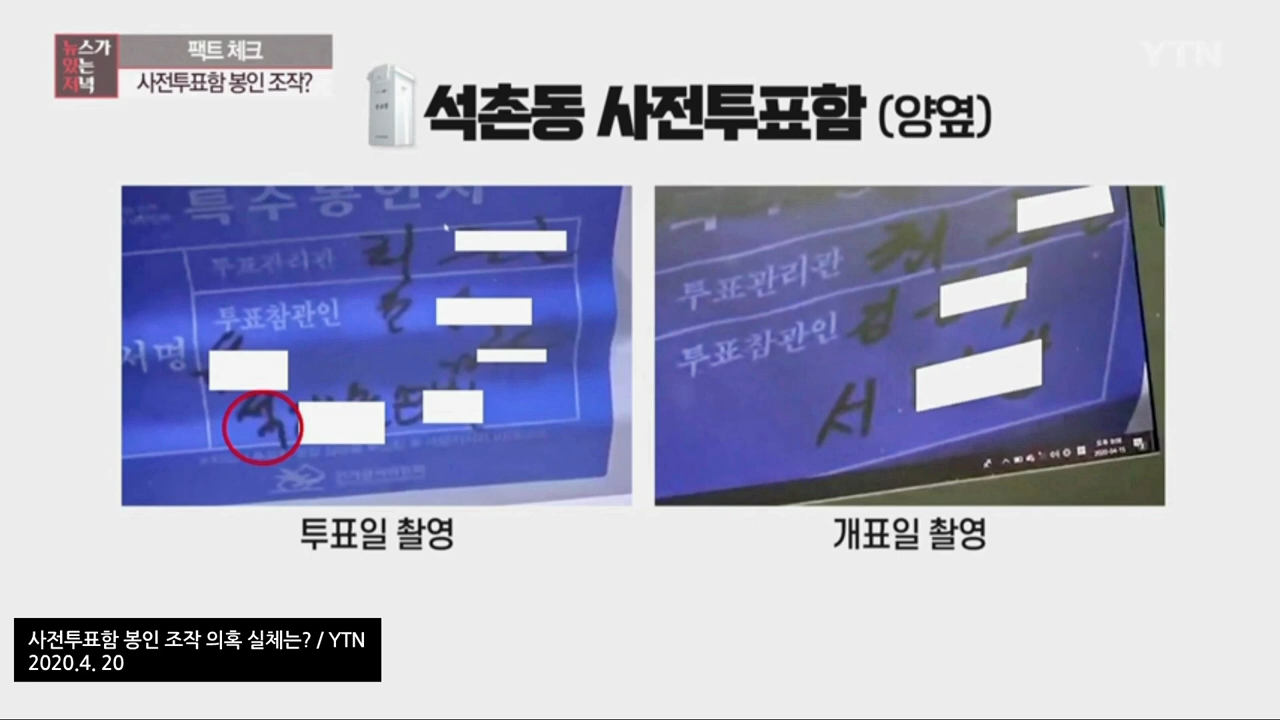 뉴스가
있는
저녁
팩트 체크
사전투표함 봉인 조작?
YTN
석촌동 사전투표함 (양옆)
특수봉인지
투표관리관
투표참관인
서명
투표관리관
투표참관인
서
투표일 촬영
개표일 촬영
사전투표함 봉인 조작 의혹 실체는? / YTN
2020.4. 20